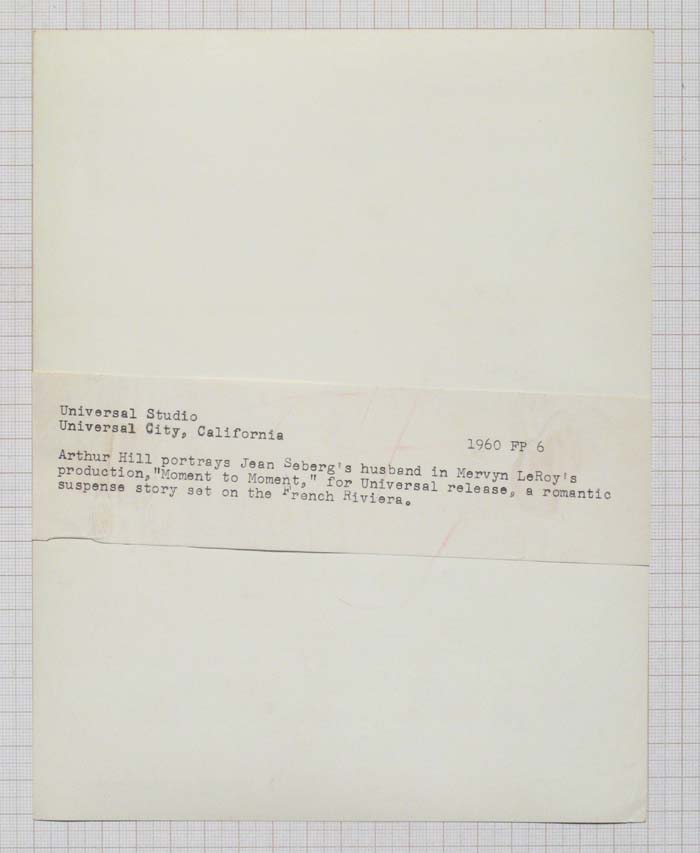 Universal Studio
Universal City, California
1960 FP 6
Arthur Hill portrays Jean Seberg's husband in Mervyn LeRoy's
production,"Moment to Moment," for Universal release, a romantic
suspense story set on the French Riviera.